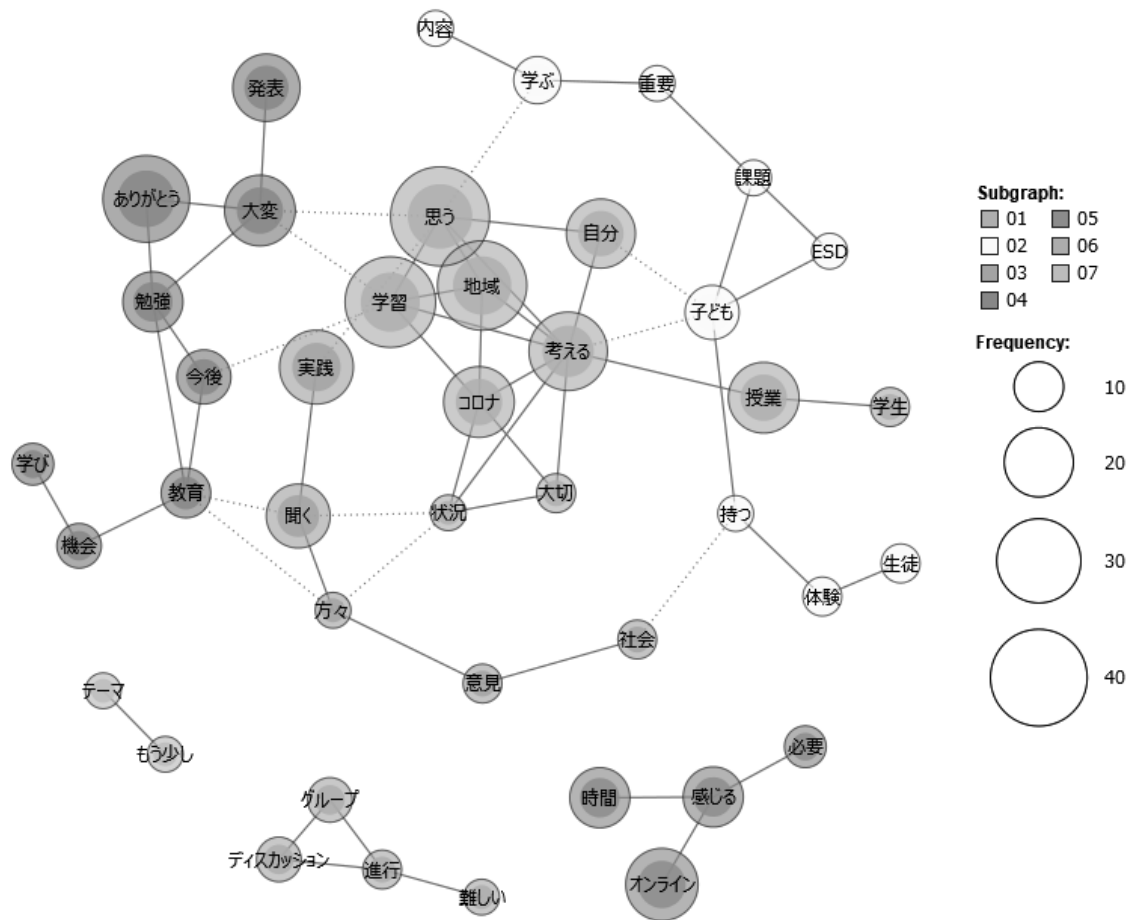 内容
学ぶ
重要
発表
課題
ありがとう
大変
思う
自分
ESD
地域
学習
子ども
勉強
考える
実践
今後
コロナ
授業
学生
学び
教育
聞く
状況
大切
持つ
機会
生徒
体験
方々
社会
意見
テーマ
もう少し
グループ
ディスカッション
進行
難しい
必要
時間
感じる
オンライン
Subgraph:
01 05
02 06
03 07
04
Frequency:
10
20
30
40